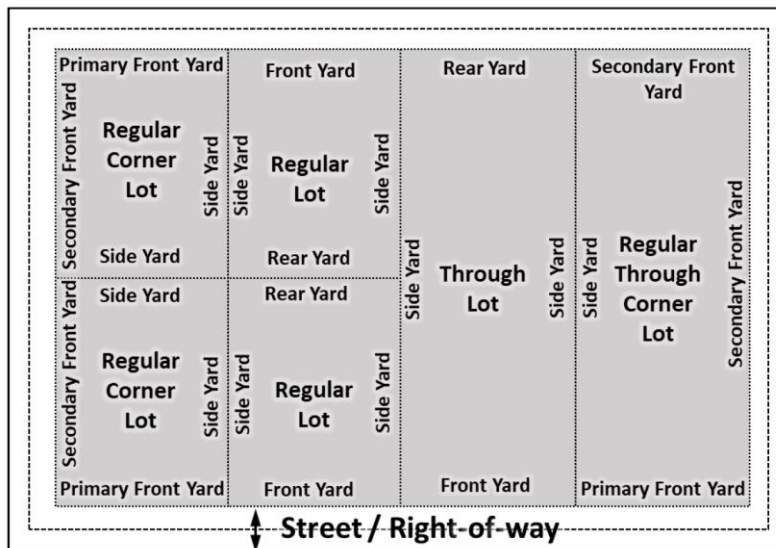 Primary Front Yard
Front Yard
Rear Yard
Secondary Front
Yard
Secondary Front Yard
Regular
Corner
Lot
Side Yard
Side Yard
Regular
Lot
Side Yard
Side Yard
Rear Yard
Side Yard
Through
Lot
Side Yard
Side Yard
Regular
Through
Corner
Lot
Secondary Front Yard
Side Yard
Rear Yard
Secondary Front Yard
Regular
Corner
Lot
Side Yard
Side Yard
Regular
Lot
Side Yard
Primary Front Yard
Front Yard
Front Yard
Primary Front Yard
Street / Right-of-way